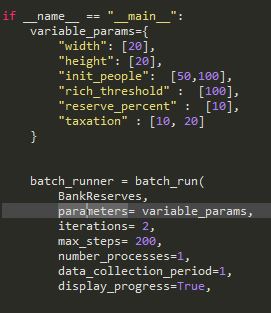 if __name__ == "__main__":
    variable_params={
        "width": [20],
        "height": [20],
        "init_people":  [50,100],
        "rich_threshold" :  [100],
        "reserve_percent" :  [10],
        "taxation" : [10, 20]
    }
    batch_runner = batch_run(
        BankReserves,
        parameters= variable_params,
        iterations= 2,
        max_steps= 200,
        number_processes=1,
        data_collection_period=1,
        display_progress=True,